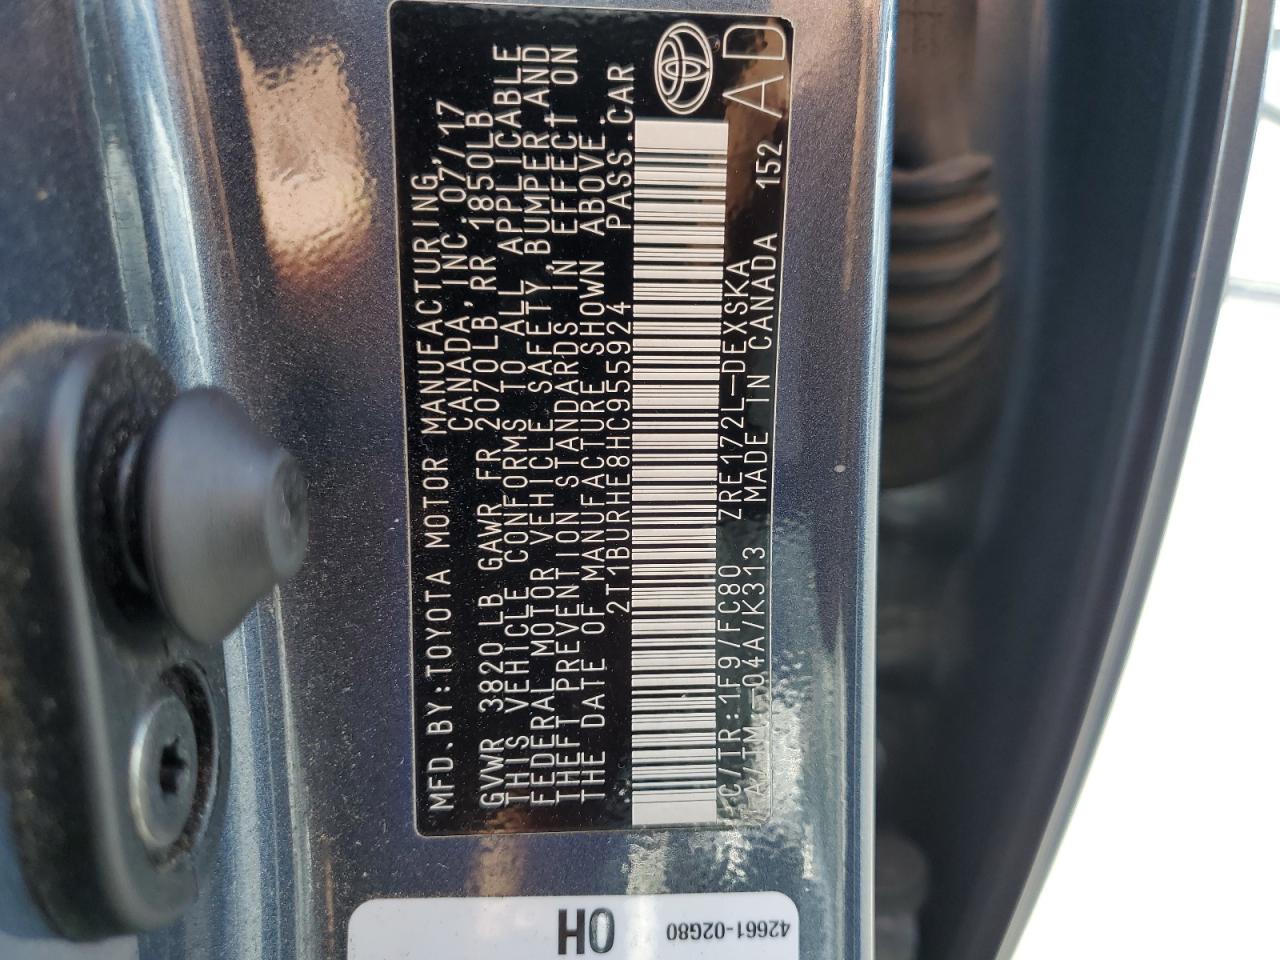 MFD.BY:TOYOTA MOTOR MANUFACTURING,
CANADA,INC. 07/17
GVWR 3820LB GAWR FR 2070LB,RR 1850LB
THIS VEHICLE CONFORMS TO ALL APPLICABLE
FEDERAL MOTOR VEHICLE SAFETY,BUMPER,AND
THEFT PREVENTION STANDARDS IN EFFECT ON
THE DATE OF MANUFACTURE SHOWN ABOVE.
2T1BURHE8HC955924 PASS.CAR
C/TR:1F9/FC80 ZRE172L-DEXSKA
A/TM:-04A/K313 MADE IN CANADA 152
AD
0H
42661-02G80